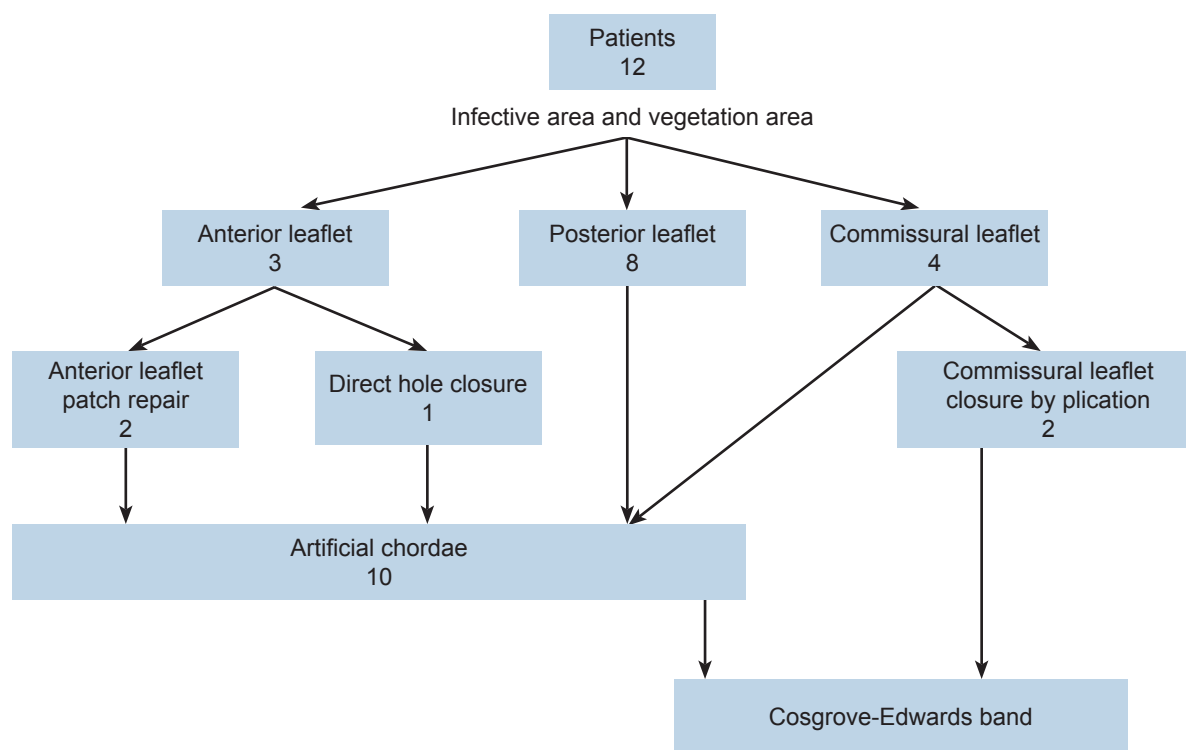 Patients
12
Infective area and vegetation area
Anterior leaflet
3
Posterior leaflet
8
Commissural leaflet
4
Anterior leaflet
patch repair
2
Direct hole closure
1
Commissural leaflet
closure by plication
2
Artificial chordae
10
Cosgrove-Edwards band